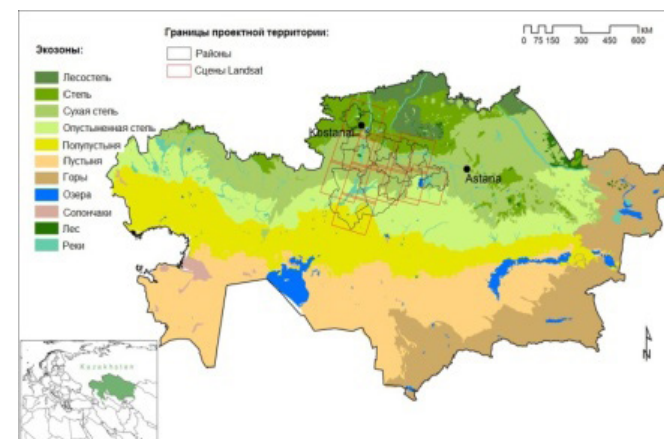 Экозоны:
Лесостепь
Степь
Сухая степь
Опустыненная степь
Полупустыня
Пустыня
Горы
Озера
Солончаки
Лес
Реки
Границы проектной территории:
Районы
Сцены Landsat
КМ
0 75 150 300 450 600
Kostanai
Astana
N
Kazakhstan